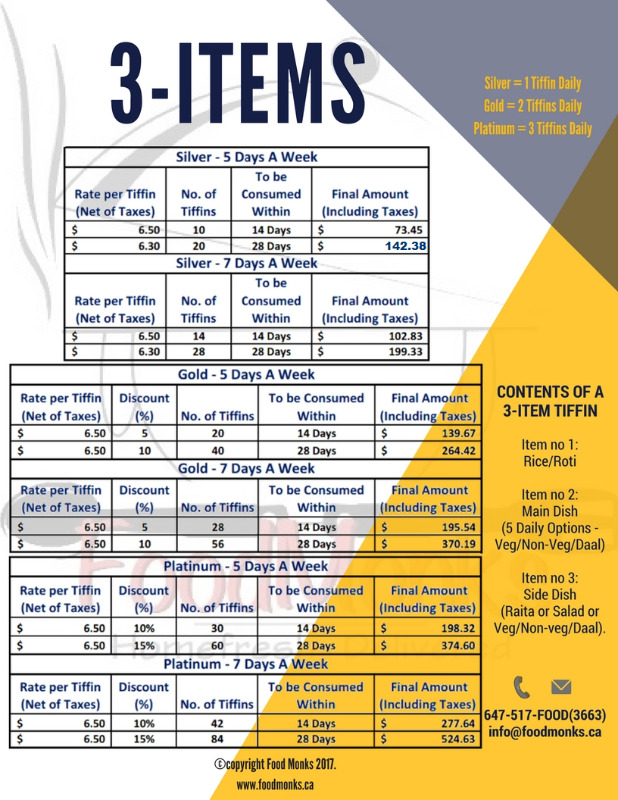 3-ITEMS
Silver = 1 Tiffin Daily
Gold = 2 Tiffins Daily
Platinum = 3 Tiffins Daily
Silver - 5 Days A Week
Rate per Tiffin (Net of Taxes) No. of Tiffins To be Consumed Within Final Amount (Including Taxes)
$ 6.50 10 14 Days $ 73.45
$ 6.30 20 28 Days $ 142.38
Silver - 7 Days A Week
Rate per Tiffin (Net of Taxes) No. of Tiffins To be Consumed Within Final Amount (Including Taxes)
$ 6.50 14 14 Days $ 102.83
$ 6.30 28 28 Days $ 199.33
Gold - 5 Days A Week
Rate per Tiffin (Net of Taxes) Discount (%) No. of Tiffins To be Consumed Within Final Amount (Including Taxes)
$ 6.50 5 20 14 Days $ 139.67
$ 6.50 10 40 28 Days $ 264.42
Gold - 7 Days A Week
Rate per Tiffin (Net of Taxes) Discount (%) No. of Tiffins To be Consumed Within Final Amount (Including Taxes)
$ 6.50 5 28 14 Days $ 195.54
$ 6.50 10 56 28 Days $ 370.19
Platinum - 5 Days A Week
Rate per Tiffin (Net of Taxes) Discount (%) No. of Tiffins To be Consumed Within Final Amount (Including Taxes)
$ 6.50 10% 30 14 Days $ 198.32
$ 6.50 15% 60 28 Days $ 374.60
Platinum - 7 Days A Week
Rate per Tiffin (Net of Taxes) Discount (%) No. of Tiffins To be Consumed Within Final Amount (Including Taxes)
$ 6.50 10% 42 14 Days $ 277.64
$ 6.50 15% 84 28 Days $ 524.63
CONTENTS OF A
3-ITEM TIFFIN
Item no 1:
Rice/Roti
Item no 2:
Main Dish
(5 Daily Options -
Veg/Non-Veg/Daal)
Item no 3:
Side Dish
(Raita or Salad or
Veg/Non-veg/Daal).
647-517-FOOD(3663)
info@foodmonks.ca
©copyright Food Monks 2017.
www.foodmonks.ca
FoodMonks